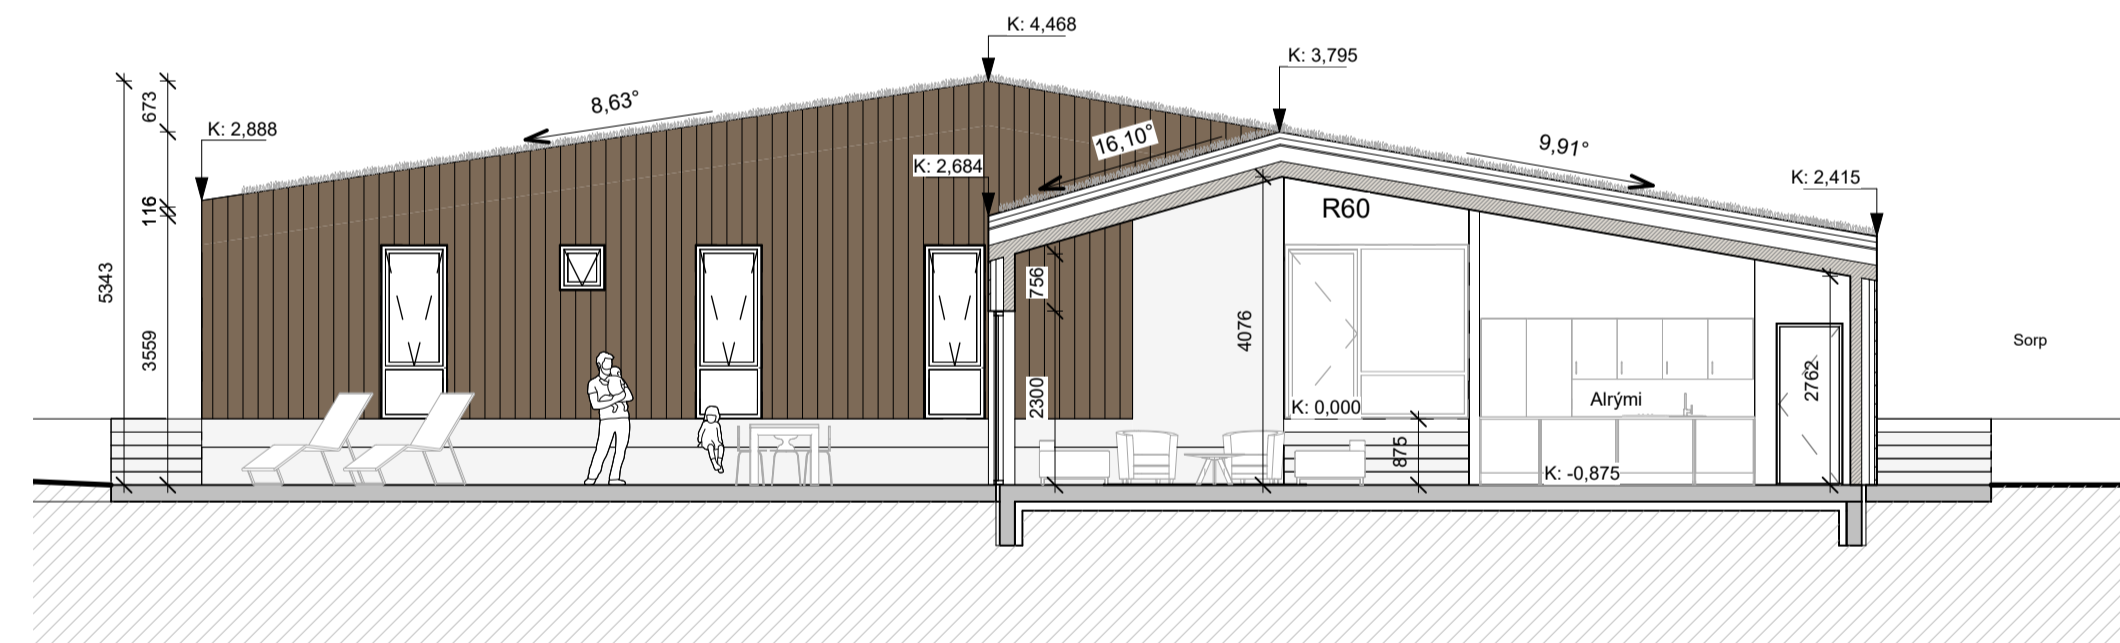 K: 4,468
K: 3,795
673
8,63°
K: 2,888
16,10°
9,91°
K: 2,684
K: 2,415
116
R60
5343
756
4076
3559
Sorp
2762
2300
Alrými
K: 0,000
875
K: -0,875